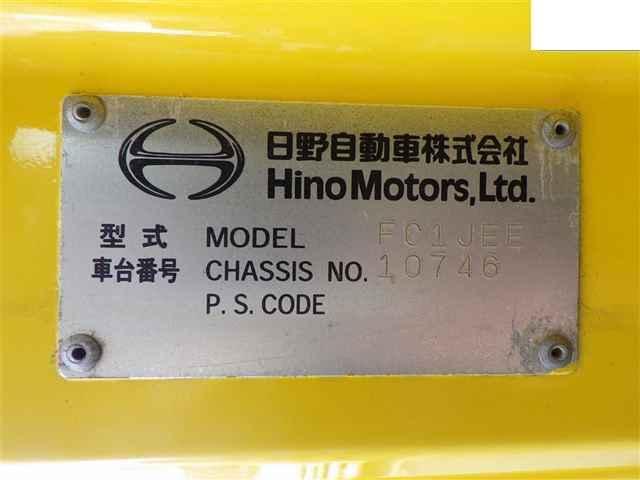 日野自動車株式会社
Hino Motors, Ltd.
型式 MODEL FC1JEE
車台番号 CHASSIS NO. 10746
P. S. CODE